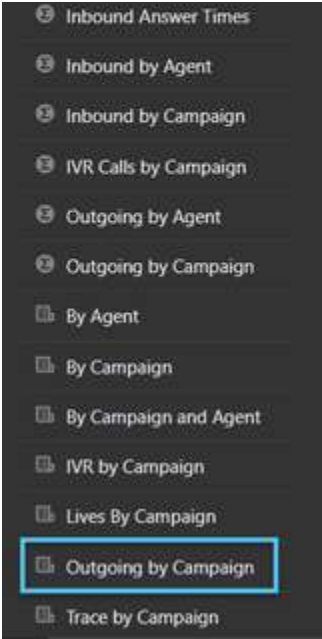 Inbound Answer Times
Inbound by Agent
Inbound by Campaign
IVR Calls by Campaign
Outgoing by Agent
Outgoing by Campaign
By Agent
By Campaign
By Campaign and Agent
IVR by Campaign
Lives By Campaign
Outgoing by Campaign
Trace by Campaign